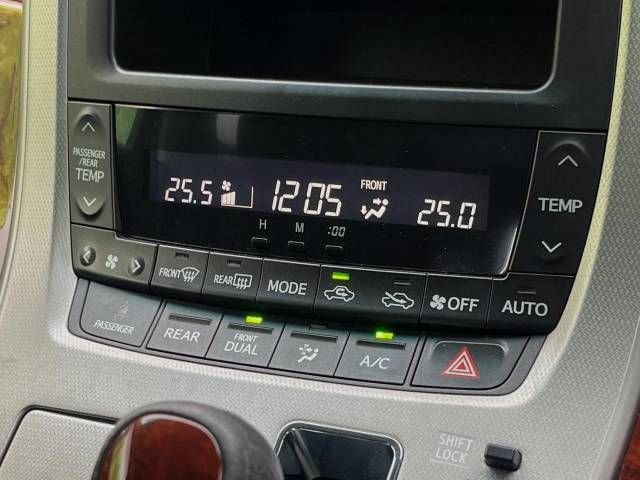 PASSENGER
/REAR
TEMP
25.5 12:05 FRONT 25.0
H M :00
TEMP
FRONT REAR MODE OFF AUTO
PASSENGER REAR FRONT
DUAL A/C
SHIFT
LOCK